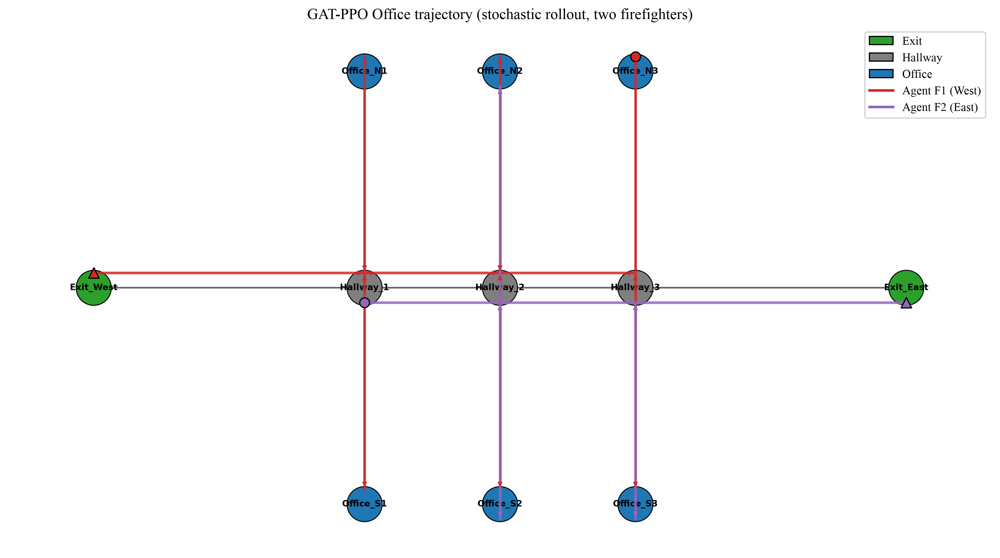 GAT-PPO Office trajectory (stochastic rollout, two firefighters)
Exit
Hallway
Office
Agent F1 (West)
Agent F2 (East)
Office_N1
Office_N2
Office_N3
Exit_West
Hallway_1
Hallway_2
Hallway_3
Exit_East
Office_S1
Office_S2
Office_S3